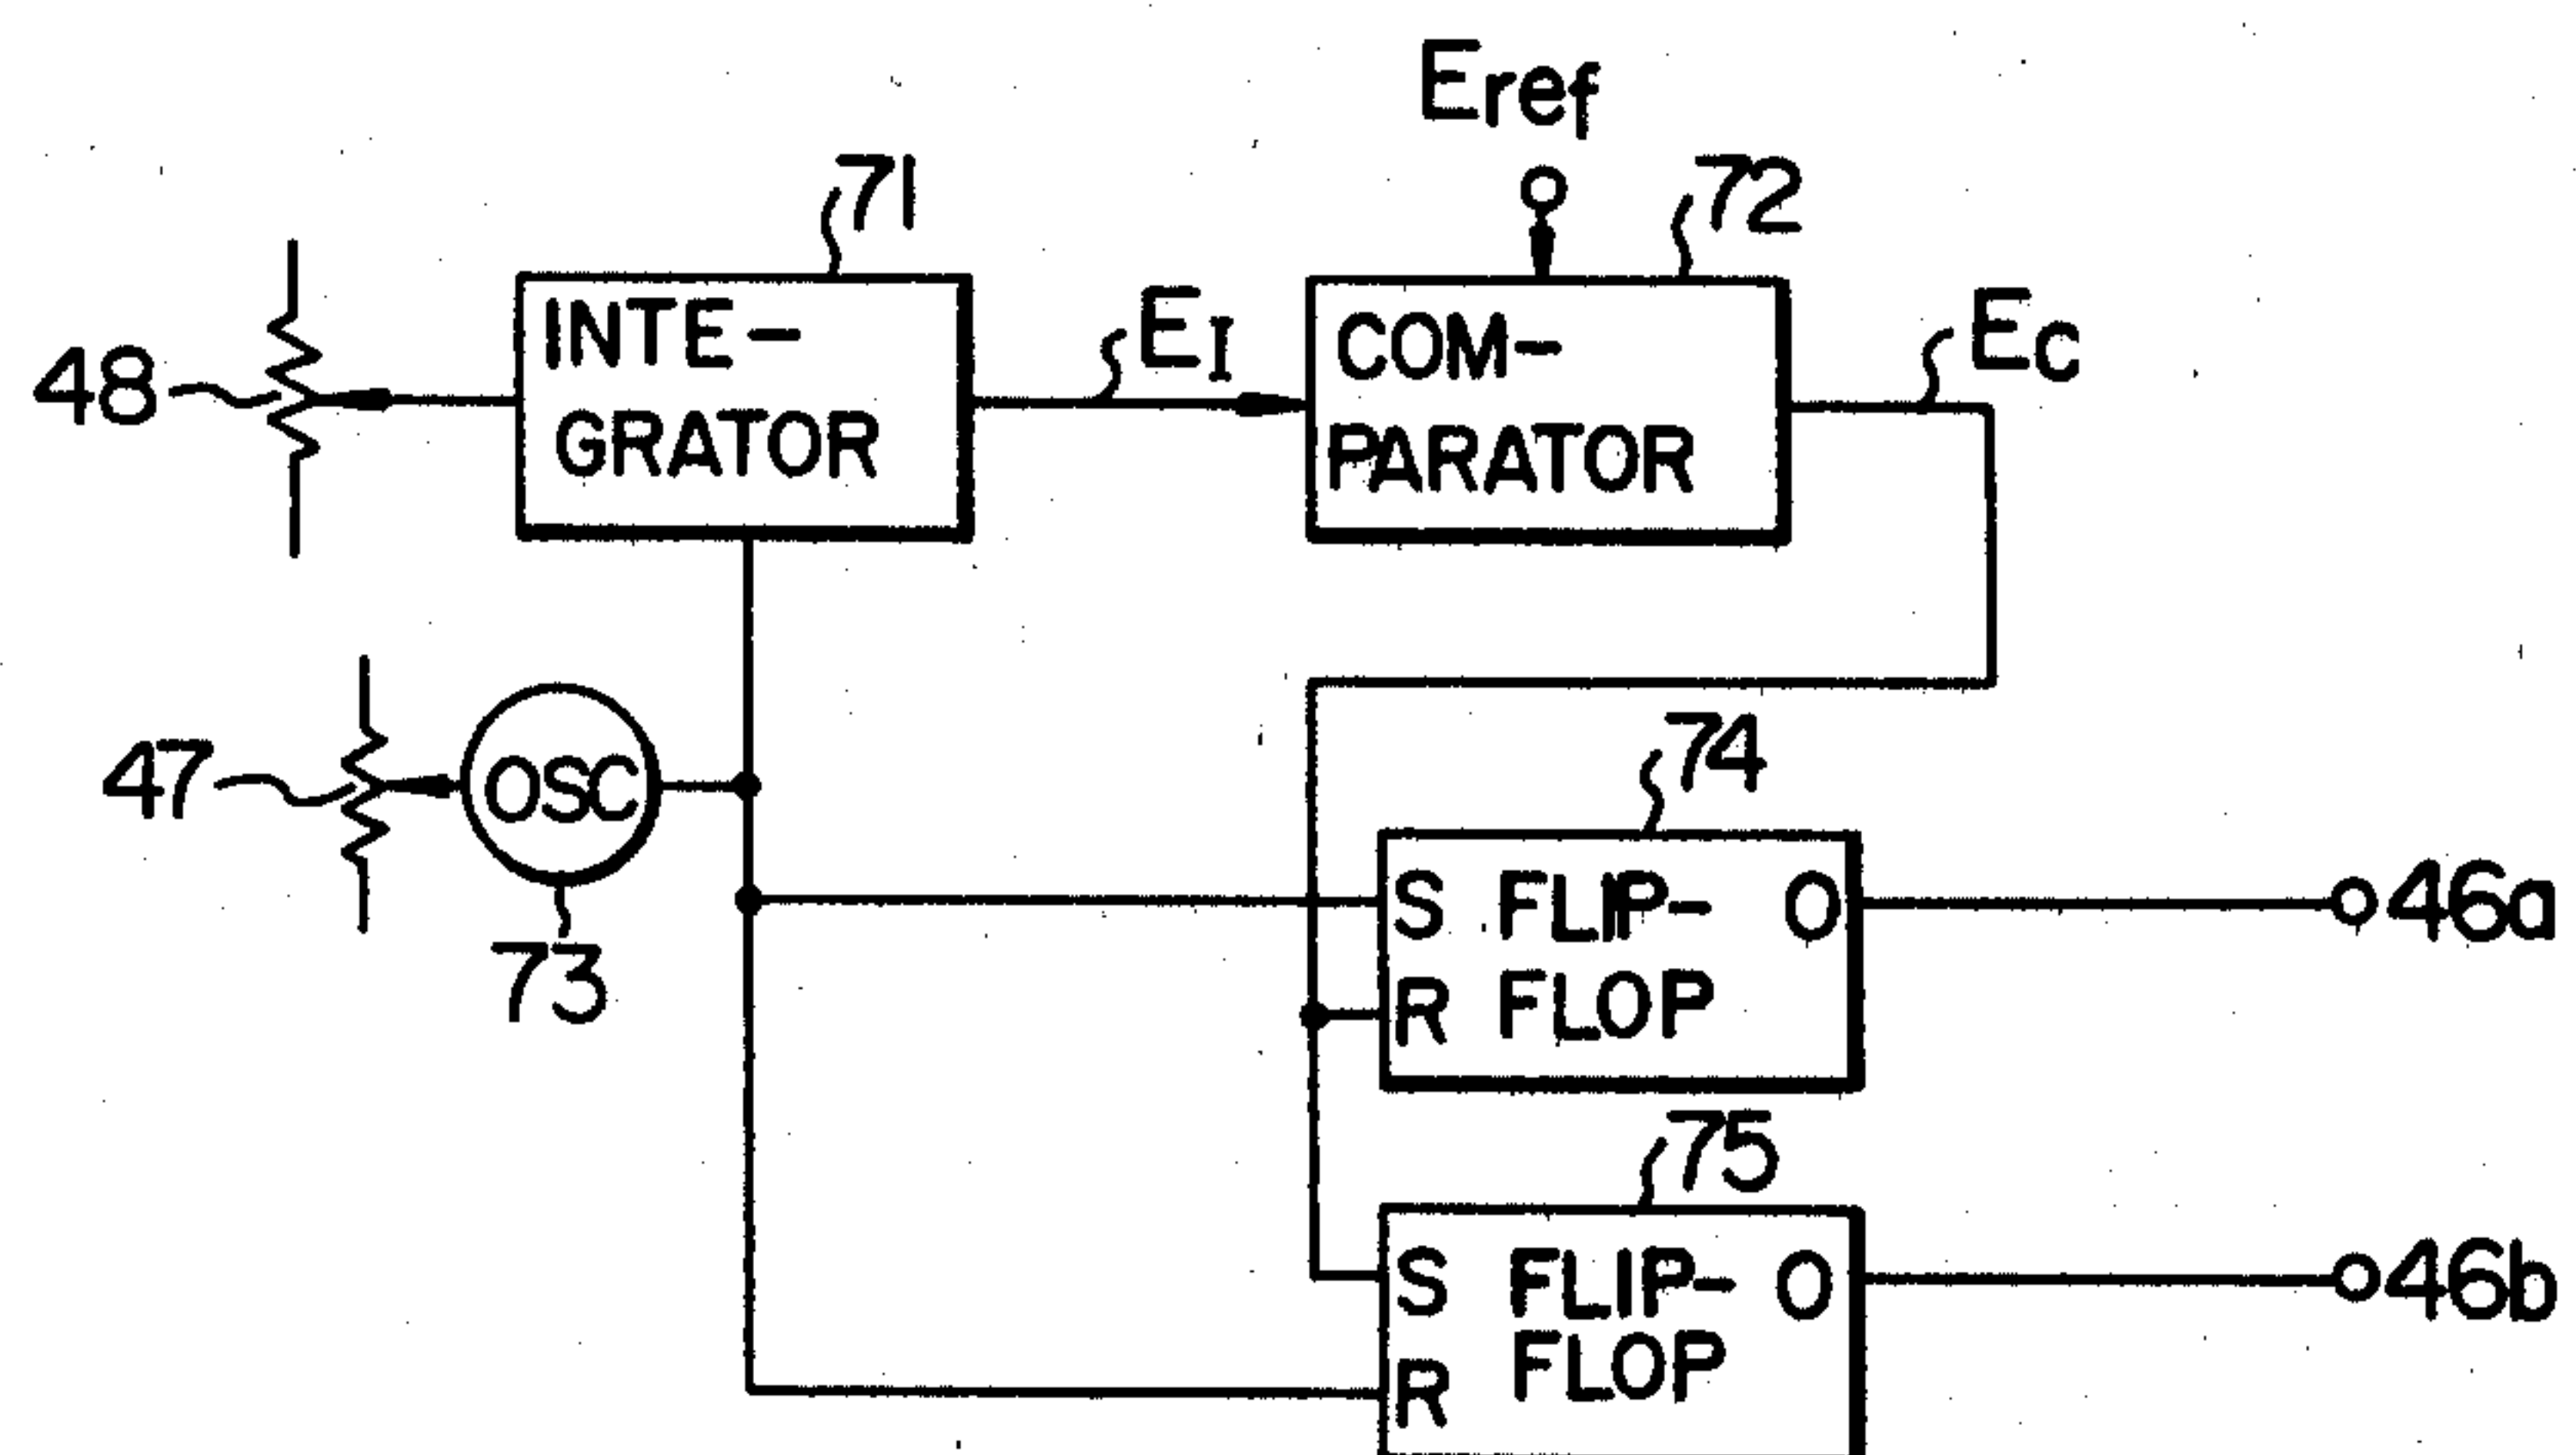 Eref
71
72
INTE-
GRATOR
EI
COM-
PARATOR
EC
48
47
OSC
73
74
S FLIP- O
R FLOP
46a
75
S FLIP- O
FLOP
R
46b